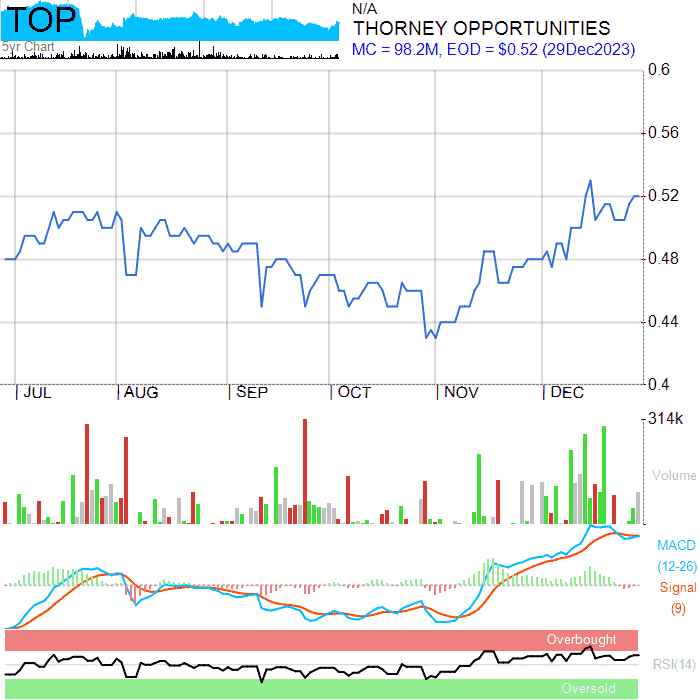 TOP
5yr Chart
N/A
THORNEY OPPORTUNITIES
MC = 98.2M, EOD = $0.52 (29Dec2023)
0.6
0.56
0.52
0.48
0.44
0.4
JUL AUG SEP OCT NOV DEC
314k
Volume
MACD
(12-26)
Signal
(9)
Overbought
RSI(14)
Oversold